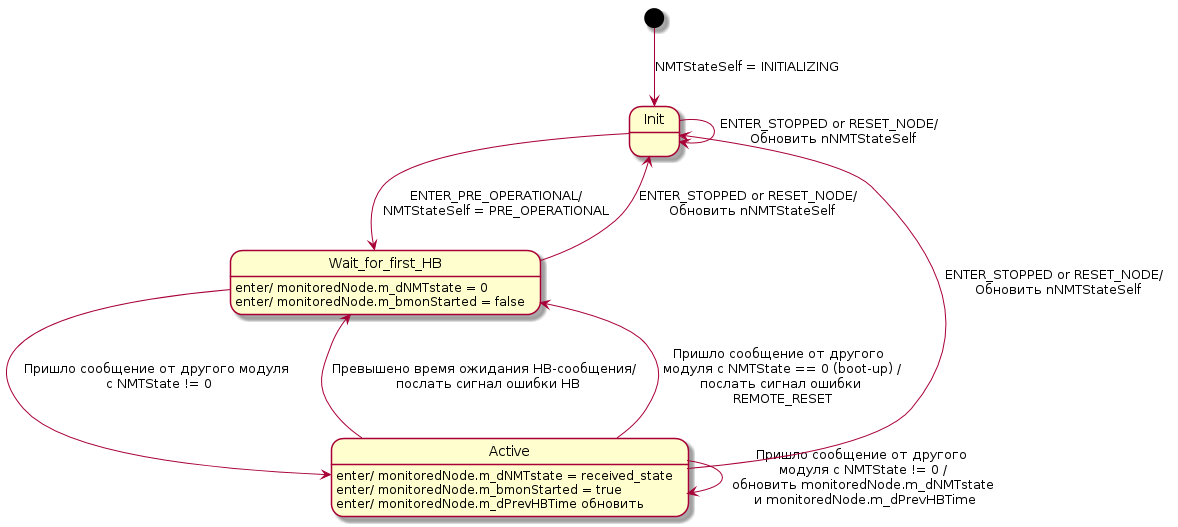 NMTStateSelf = INITIALIZING
Init
ENTER_STOPPED or RESET_NODE/
Обновить nNMTStateSelf
ENTER_PRE_OPERATIONAL/
NMTStateSelf = PRE_OPERATIONAL
ENTER_STOPPED or RESET_NODE/
Обновить nNMTStateSelf
Wait_for_first_HB
enter/ monitoredNode.m_dNMTstate = 0
enter/ monitoredNode.m_bmonStarted = false
ENTER_STOPPED or RESET_NODE/
Обновить nNMTStateSelf
Пришло сообщение от другого модуля
с NMTState != 0
Превышено время ожидания HB-сообщения/
послать сигнал ошибки HB
Пришло сообщение от другого
модуля с NMTState == 0 (boot-up) /
послать сигнал ошибки
REMOTE_RESET
Active
enter/ monitoredNode.m_dNMTstate = received_state
enter/ monitoredNode.m_bmonStarted = true
enter/ monitoredNode.m_dPrevHBTime обновить
Пришло сообщение от другого
модуля с NMTState != 0 /
обновить monitoredNode.m_dNMTstate
и monitoredNode.m_dPrevHBTime